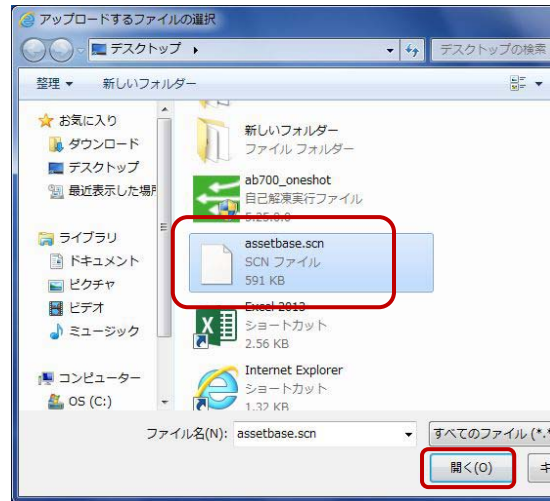 アップロードするファイルの選択
デスクトップ
デスクトップの検索
整理
新しいフォルダー
お気に入り
ダウンロード
デスクトップ
最近表示した場所
ライブラリ
ドキュメント
ピクチャ
ビデオ
ミュージック
コンピューター
OS (C:)
新しいフォルダー
ファイル フォルダー
ab700_oneshot
自己解凍実行ファイル
5.25.0.0
assetbase.scn
SCN ファイル
591 KB
Excel 2013
ショートカット
2.56 KB
Internet Explorer
ショートカット
1.32 KB
ファイル名(N):
assetbase.scn
すべてのファイル (*.*
開く(O)
キ